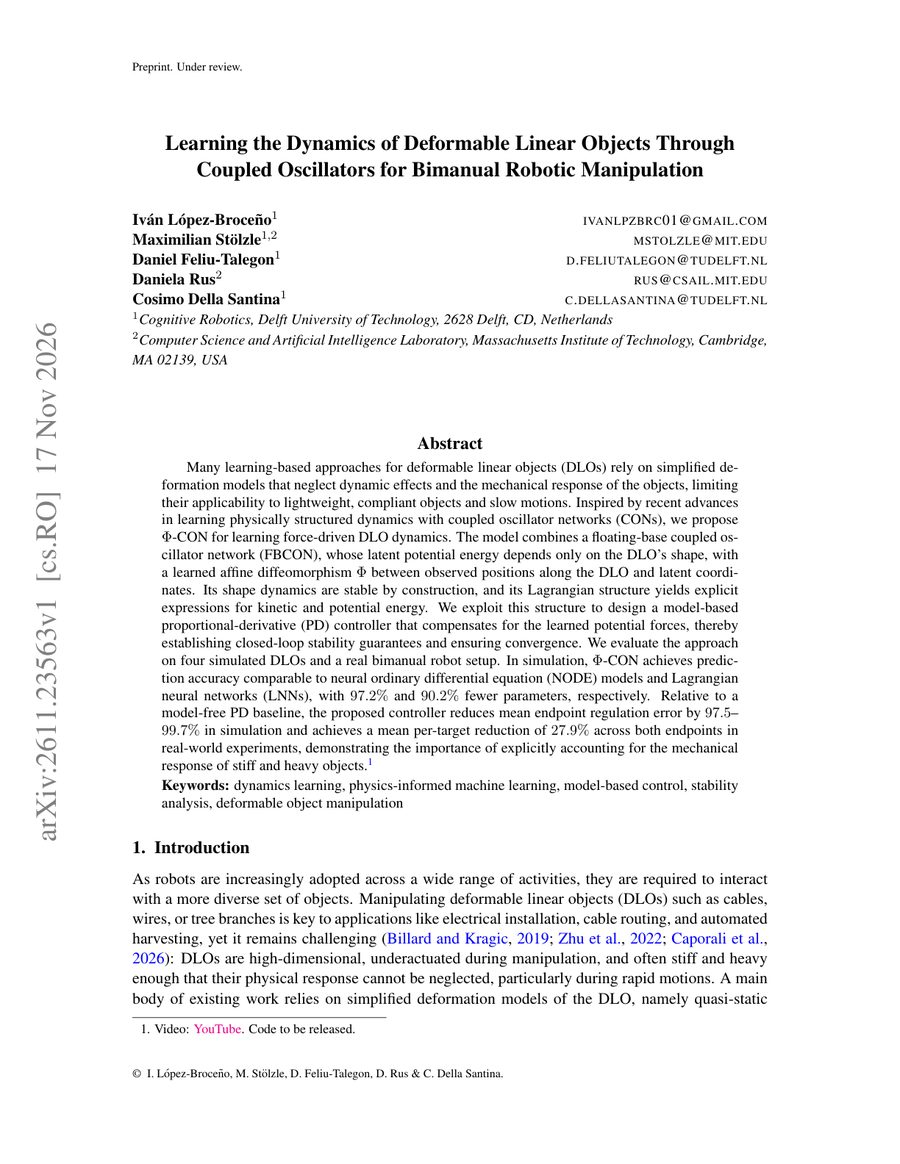 Preprint. Under review.
Learning the Dynamics of Deformable Linear Objects Through
Coupled Oscillators for Bimanual Robotic Manipulation
Iván López-Broceño1 IVANLPZBRC01@GMAIL.COM
Maximilian Stölzle1,2 MSTOLZLE@MIT.EDU
Daniel Feliu-Talegon1 D.FELIUTALEGON@TUDELFT.NL
Daniela Rus2 RUS@CSAIL.MIT.EDU
Cosimo Della Santina1 C.DELLASANTINA@TUDELFT.NL
1Cognitive Robotics, Delft University of Technology, 2628 Delft, CD, Netherlands
2Computer Science and Artificial Intelligence Laboratory, Massachusetts Institute of Technology, Cambridge,
MA 02139, USA
arXiv:2611.23563v1 [cs.RO] 17 Nov 2026
Abstract
Many learning-based approaches for deformable linear objects (DLOs) rely on simplified de-
formation models that neglect dynamic effects and the mechanical response of the objects, limiting
their applicability to lightweight, compliant objects and slow motions. Inspired by recent advances
in learning physically structured dynamics with coupled oscillator networks (CONs), we propose
Φ-CON for learning force-driven DLO dynamics. The model combines a floating-base coupled os-
cillator network (FBCON), whose latent potential energy depends only on the DLO's shape, with
a learned affine diffeomorphism Φ between observed positions along the DLO and latent coordi-
nates. Its shape dynamics are stable by construction, and its Lagrangian structure yields explicit
expressions for kinetic and potential energy. We exploit this structure to design a model-based
proportional-derivative (PD) controller that compensates for the learned potential forces, thereby
establishing closed-loop stability guarantees and ensuring convergence. We evaluate the approach
on four simulated DLOs and a real bimanual robot setup. In simulation, Φ-CON achieves predic-
tion accuracy comparable to neural ordinary differential equation (NODE) models and Lagrangian
neural networks (LNNs), with 97.2% and 90.2% fewer parameters, respectively. Relative to a
model-free PD baseline, the proposed controller reduces mean endpoint regulation error by 97.5–
99.7% in simulation and achieves a mean per-target reduction of 27.9% across both endpoints in
real-world experiments, demonstrating the importance of explicitly accounting for the mechanical
response of stiff and heavy objects.1
Keywords: dynamics learning, physics-informed machine learning, model-based control, stability
analysis, deformable object manipulation
1. Introduction
As robots are increasingly adopted across a wide range of activities, they are required to interact
with a more diverse set of objects. Manipulating deformable linear objects (DLOs) such as cables,
wires, or tree branches is key to applications like electrical installation, cable routing, and automated
harvesting, yet it remains challenging (Billard and Kragic, 2019; Zhu et al., 2022; Caporali et al.,
2026): DLOs are high-dimensional, underactuated during manipulation, and often stiff and heavy
enough that their physical response cannot be neglected, particularly during rapid motions. A main
body of existing work relies on simplified deformation models of the DLO, namely quasi-static
1. Video: YouTube. Code to be released.
© I. López-Broceño, M. Stölzle, D. Feliu-Talegon, D. Rus & C. Della Santina.